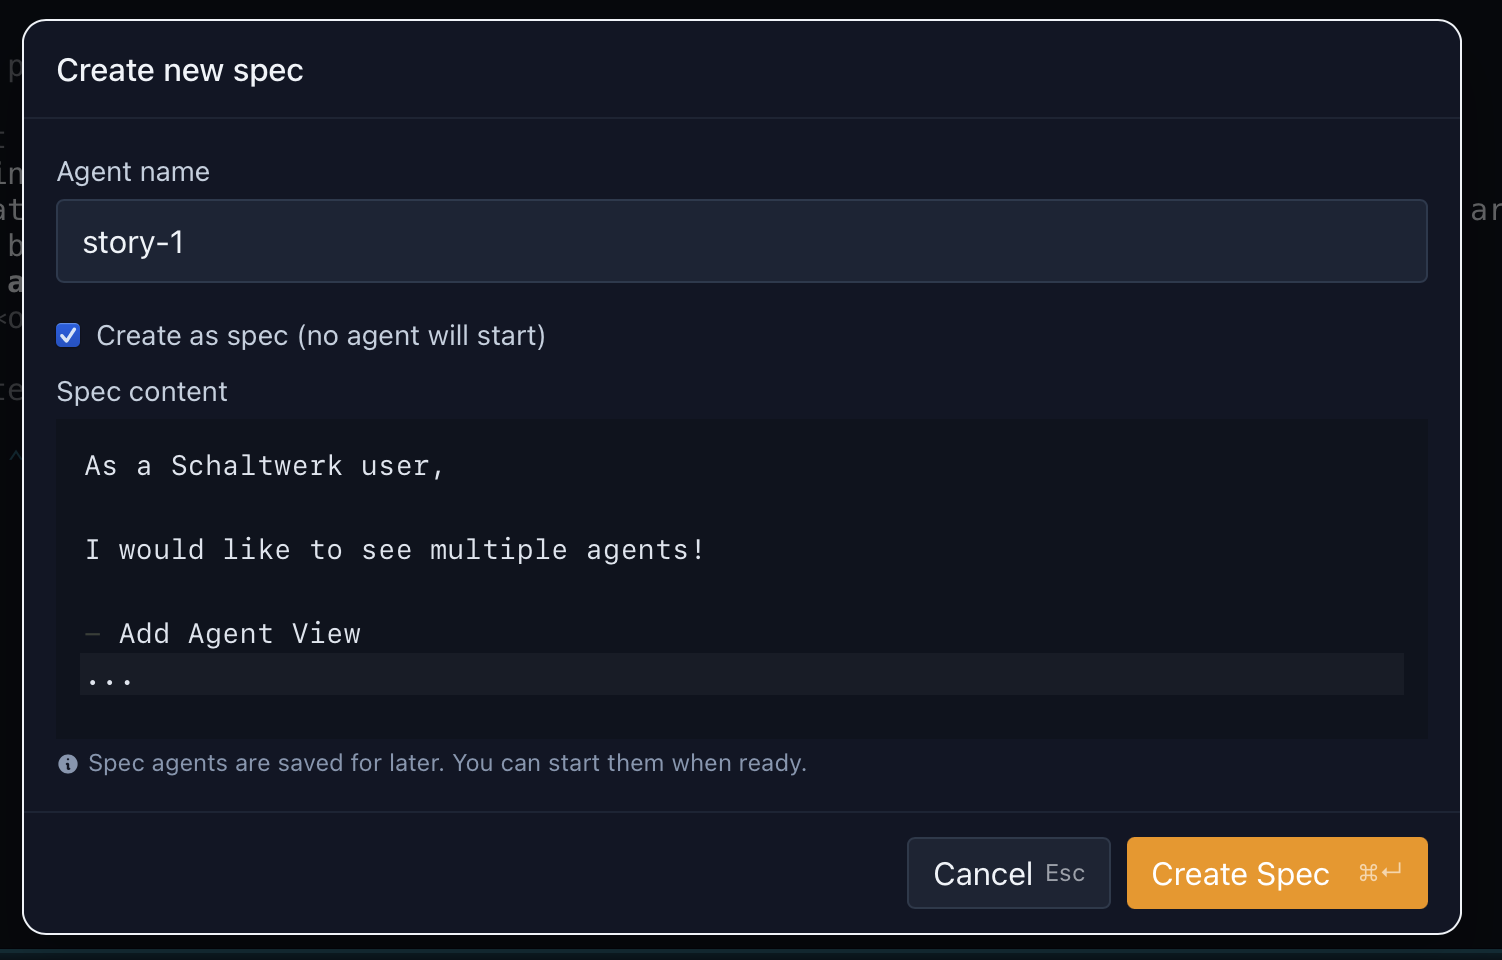 Create new spec
Agent name
story-1
Create as spec (no agent will start)
Spec content
As a Schaltwerk user,
I would like to see multiple agents!
– Add Agent View
...
Spec agents are saved for later. You can start them when ready.
Cancel Esc
Create Spec ⌘↵